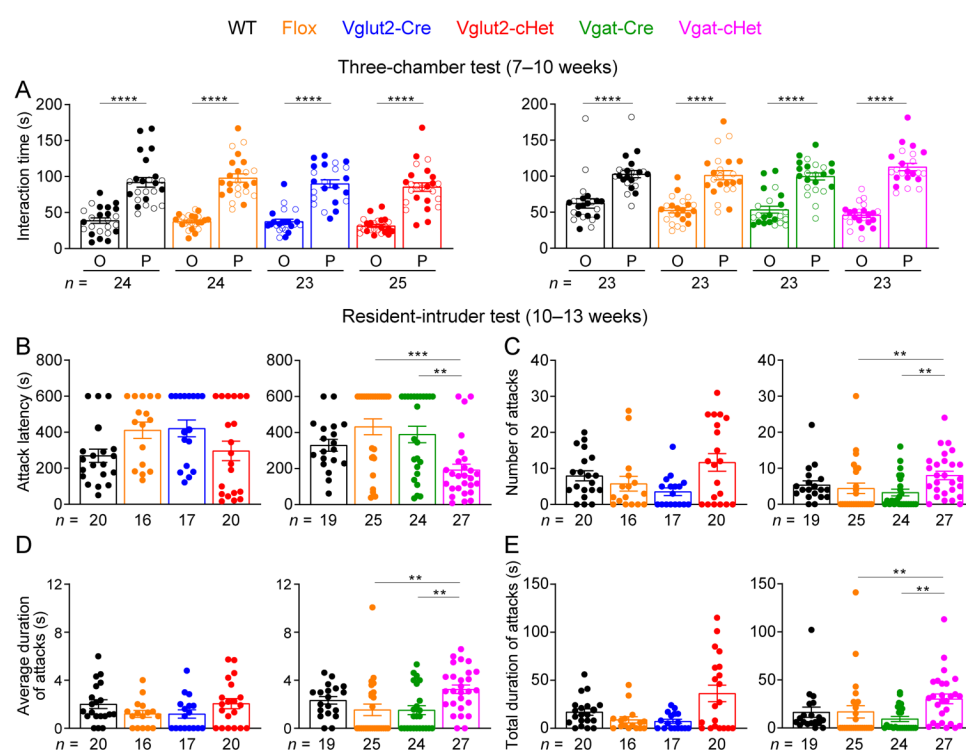 WT Flox Vglut2-Cre Vglut2-cHet Vgat-Cre Vgat-cHet
Three-chamber test (7–10 weeks)
A
Interaction time (s)
200
150
100
50
0
**** **** **** ****
O P O P O P O P
n = 24 24 23 25
200
150
100
50
0
**** **** **** ****
O P O P O P O P
n = 23 23 23 23
Resident-intruder test (10–13 weeks)
B
Attack latency (s)
800
600
400
200
0
n = 20 16 17 20
800
600
400
200
0
***
**
n = 19 25 24 27
C
Number of attacks
40
30
20
10
0
n = 20 16 17 20
40
30
20
10
0
**
**
n = 19 25 24 27
D
Average duration
of attacks (s)
12
8
4
0
n = 20 16 17 20
12
8
4
0
**
**
n = 19 25 24 27
E
Total duration of attacks (s)
150
100
50
0
n = 20 16 17 20
150
100
50
0
**
**
n = 19 25 24 27